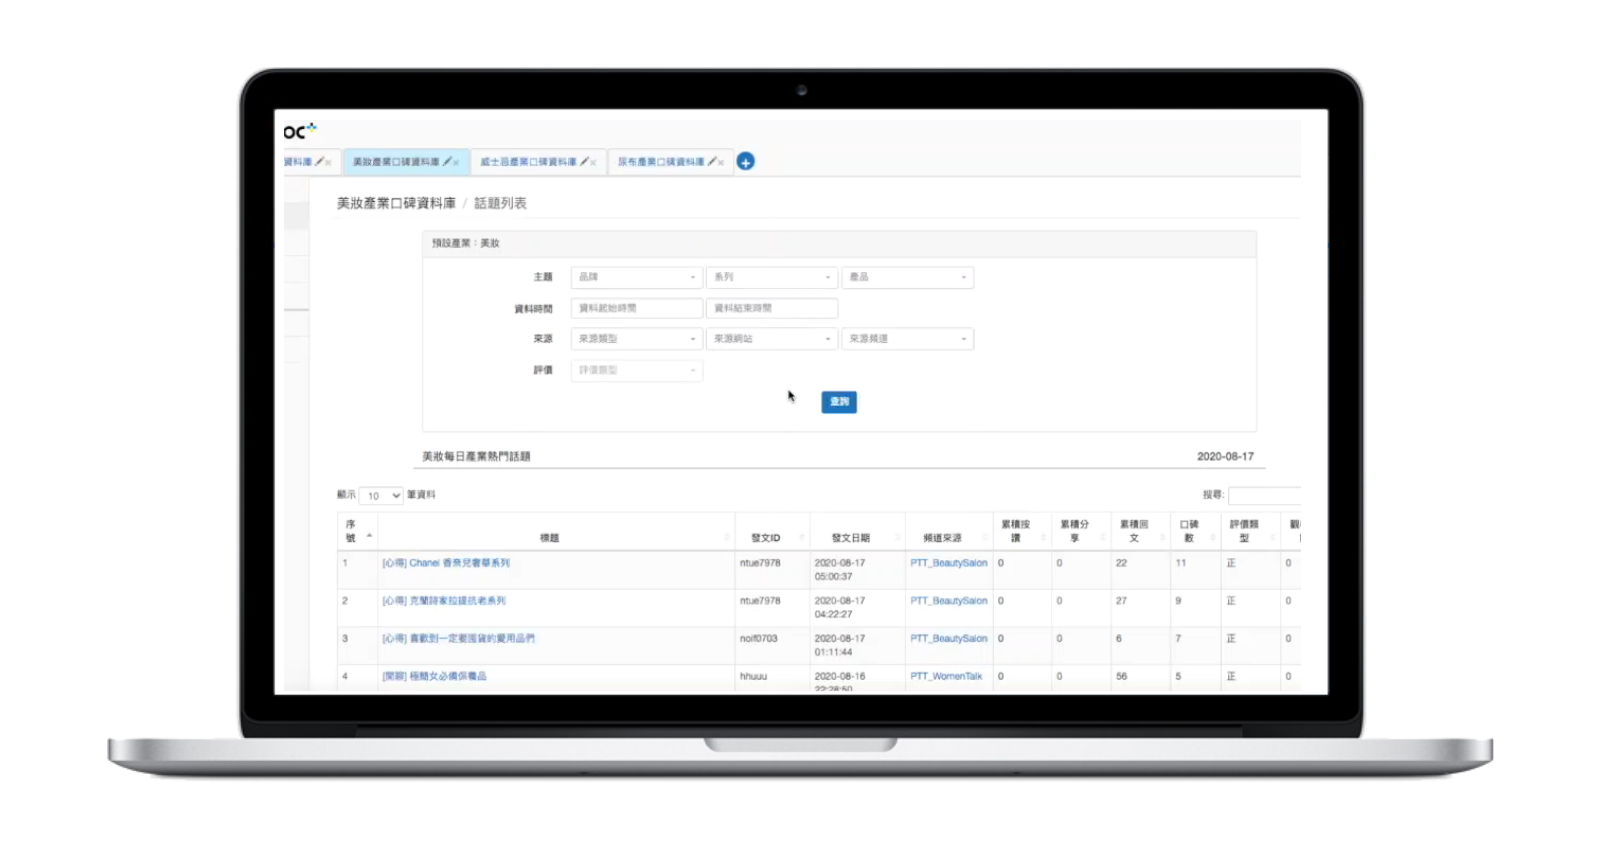 oc+
資料庫 美妝產業口碑資料庫 威士忌產業口碑資料庫 尿布產業口碑資料庫
美妝產業口碑資料庫 / 話題列表
預設產業：美妝
主題 品牌 系列 產品
資料時間 資料起始時間 資料結束時間
來源 來源類型 來源網站 來源頻道
評價 評價類型
查詢
美妝每日產業熱門話題 2020-08-17
顯示 10 筆資料 搜尋:
序號 標題 發文ID 發文日期 頻道來源 累積按讚 累積分享 累積回文 口碑數 評價類型
1 [心得] Chanel 香奈兒奢華系列 ntue7978 2020-08-17 05:00:37 PTT_BeautySalon 0 0 22 11 正 0
2 [心得] 克蘭詩家拉提抗老系列 ntue7978 2020-08-17 04:22:27 PTT_BeautySalon 0 0 27 9 正 0
3 [心得] 喜歡到一定要囤貨的愛用品們 noif0703 2020-08-17 01:11:44 PTT_BeautySalon 0 0 6 7 正 0
4 [閒聊] 極簡女必備保養品 hhuuu 2020-08-16 22:28:50 PTT_WomenTalk 0 0 56 5 正 0